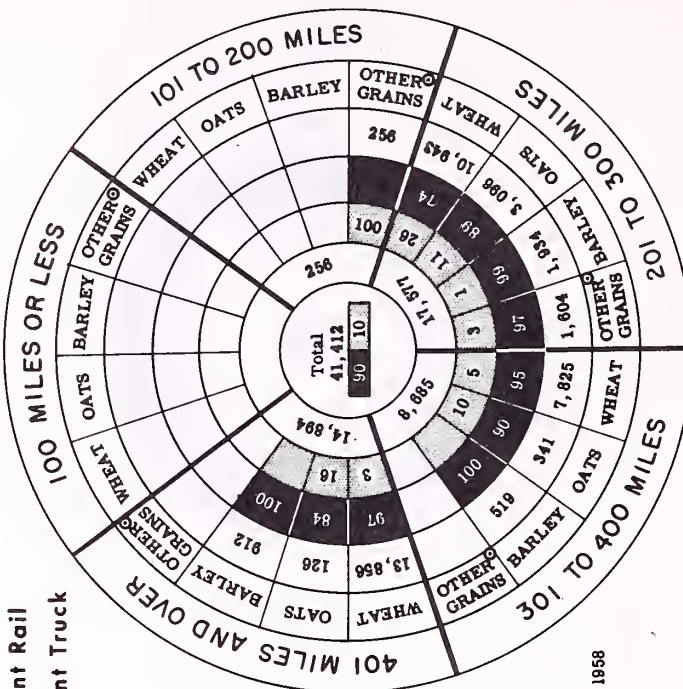 nt Rail
nt Truck
100 MILES OR LESS
WHEAT
OATS
BARLEY
OTHER GRAINS
101 TO 200 MILES
WHEAT
OATS
BARLEY
OTHER GRAINS
256
100
256
201 TO 300 MILES
WHEAT
OATS
BARLEY
OTHER GRAINS
10,943
3,096
1,934
1,604
74
89
99
97
26
11
1
3
17,577
301 TO 400 MILES
WHEAT
OATS
BARLEY
OTHER GRAINS
7,825
341
519
95
90
100
5
10
8,685
401 MILES AND OVER
WHEAT
OATS
BARLEY
OTHER GRAINS
13,856
126
912
97
84
100
3
16
14,894
Total
41,412
90 10
1958